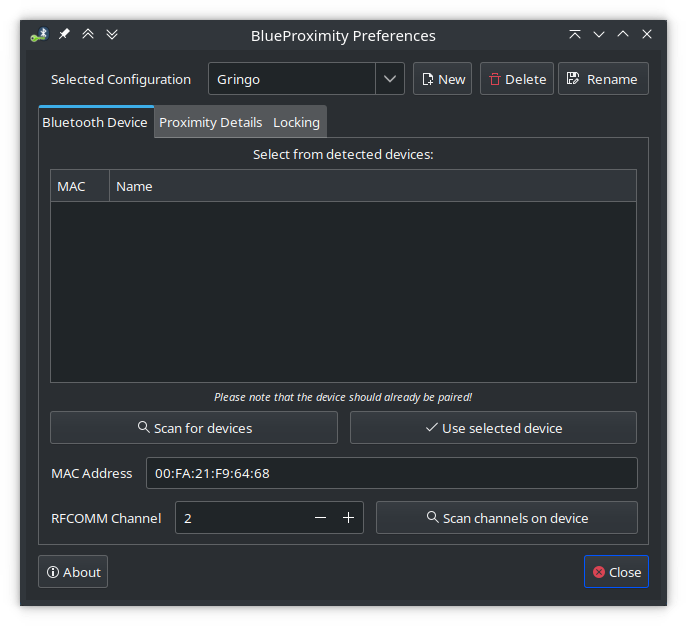 BlueProximity Preferences
Selected Configuration Gringo New Delete Rename
Bluetooth Device Proximity Details Locking
Select from detected devices:
MAC Name
Please note that the device should already be paired!
Scan for devices Use selected device
MAC Address 00:FA:21:F9:64:68
RFCOMM Channel 2 Scan channels on device
About Close